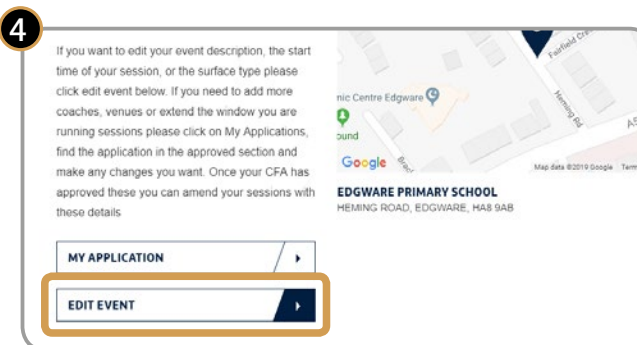 4
If you want to edit your event description, the start
time of your session, or the surface type please
click edit event below. If you need to add more
coaches, venues or extend the window you are
running sessions please click on My Applications,
find the application in the approved section and
make any changes you want. Once your CFA has
approved these you can amend your sessions with
these details
MY APPLICATION
EDIT EVENT
Fairfield Cres
mic Centre Edgware
Heming Rd
A5
ound
Google
Map data ©2019 Google Term
EDGWARE PRIMARY SCHOOL
HEMING ROAD, EDGWARE, HA8 9AB